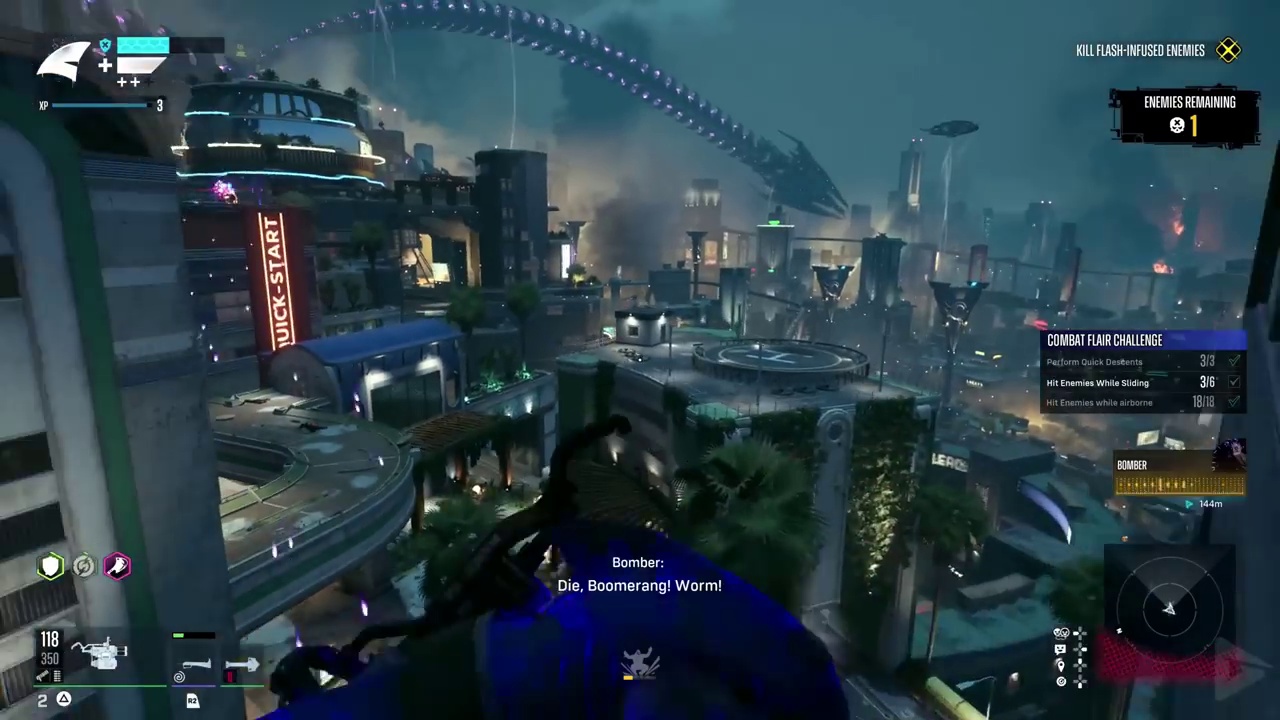 KILL FLASH-INFUSED ENEMIES
ENEMIES REMAINING
1
XP
3
QUICK-START
COMBAT FLAIR CHALLENGE
Perform Quick Descents 3/3
Hit Enemies While Sliding 3/6
Hit Enemies while airborne 18/18
BOMBER
144m
Bomber:
Die, Boomerang! Worm!
118
350
2
R2
H